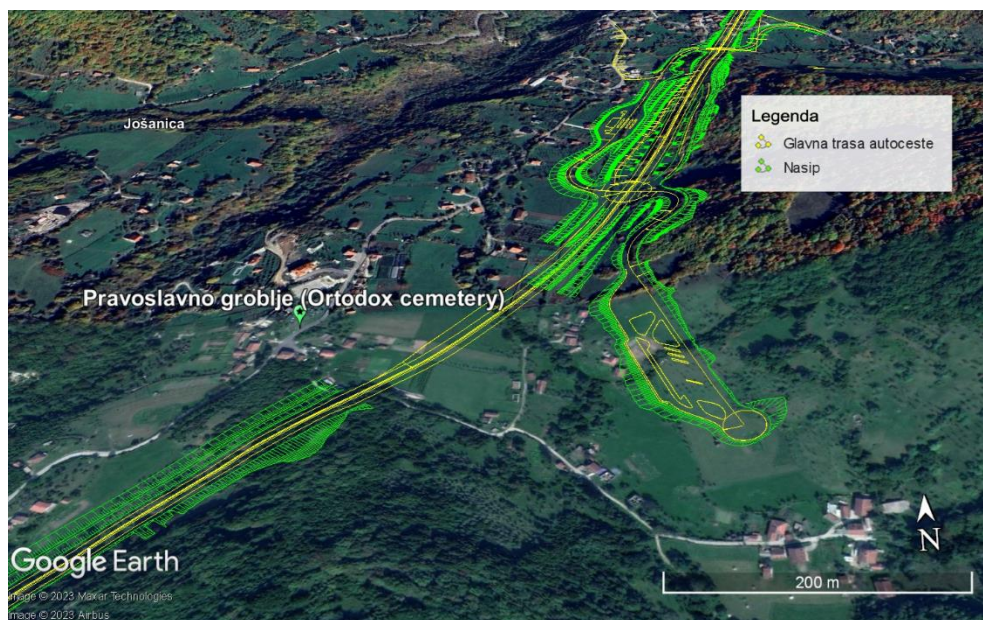 Legenda
Glavna trasa autoceste
Nasip
Jošanica
Pravoslavno groblje (Ortodox cemetery)
N
200 m
Google Earth
Image © 2023 Maxar Technologies
Image © 2023 Airbus